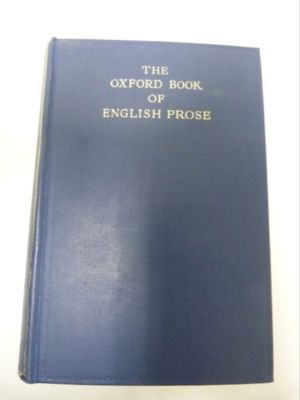 THE
OXFORD BOOK
OF
ENGLISH PROSE